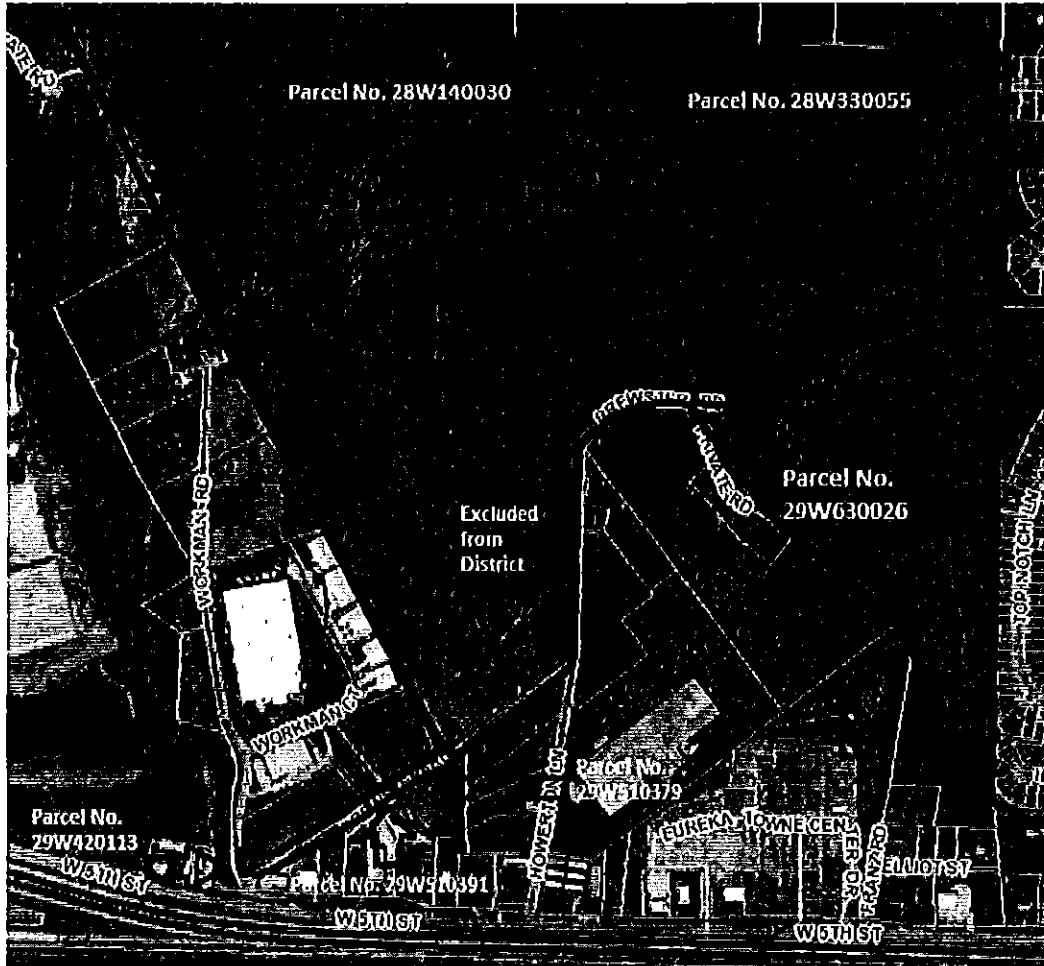 Parcel No. 28W140030
Parcel No. 28W330055
WORKMAN RD
PRIVATE RD
Parcel No.
29W630026
Excluded
from
District
TOP NOTCH LN
WORKMAN CT
Parcel No.
29W510379
Parcel No.
29W420113
EUREKA TOWNE CENTER DR
ELLIOT ST
W 5TH ST
Parcel No. 29W510391
W 5TH ST
W 5TH ST